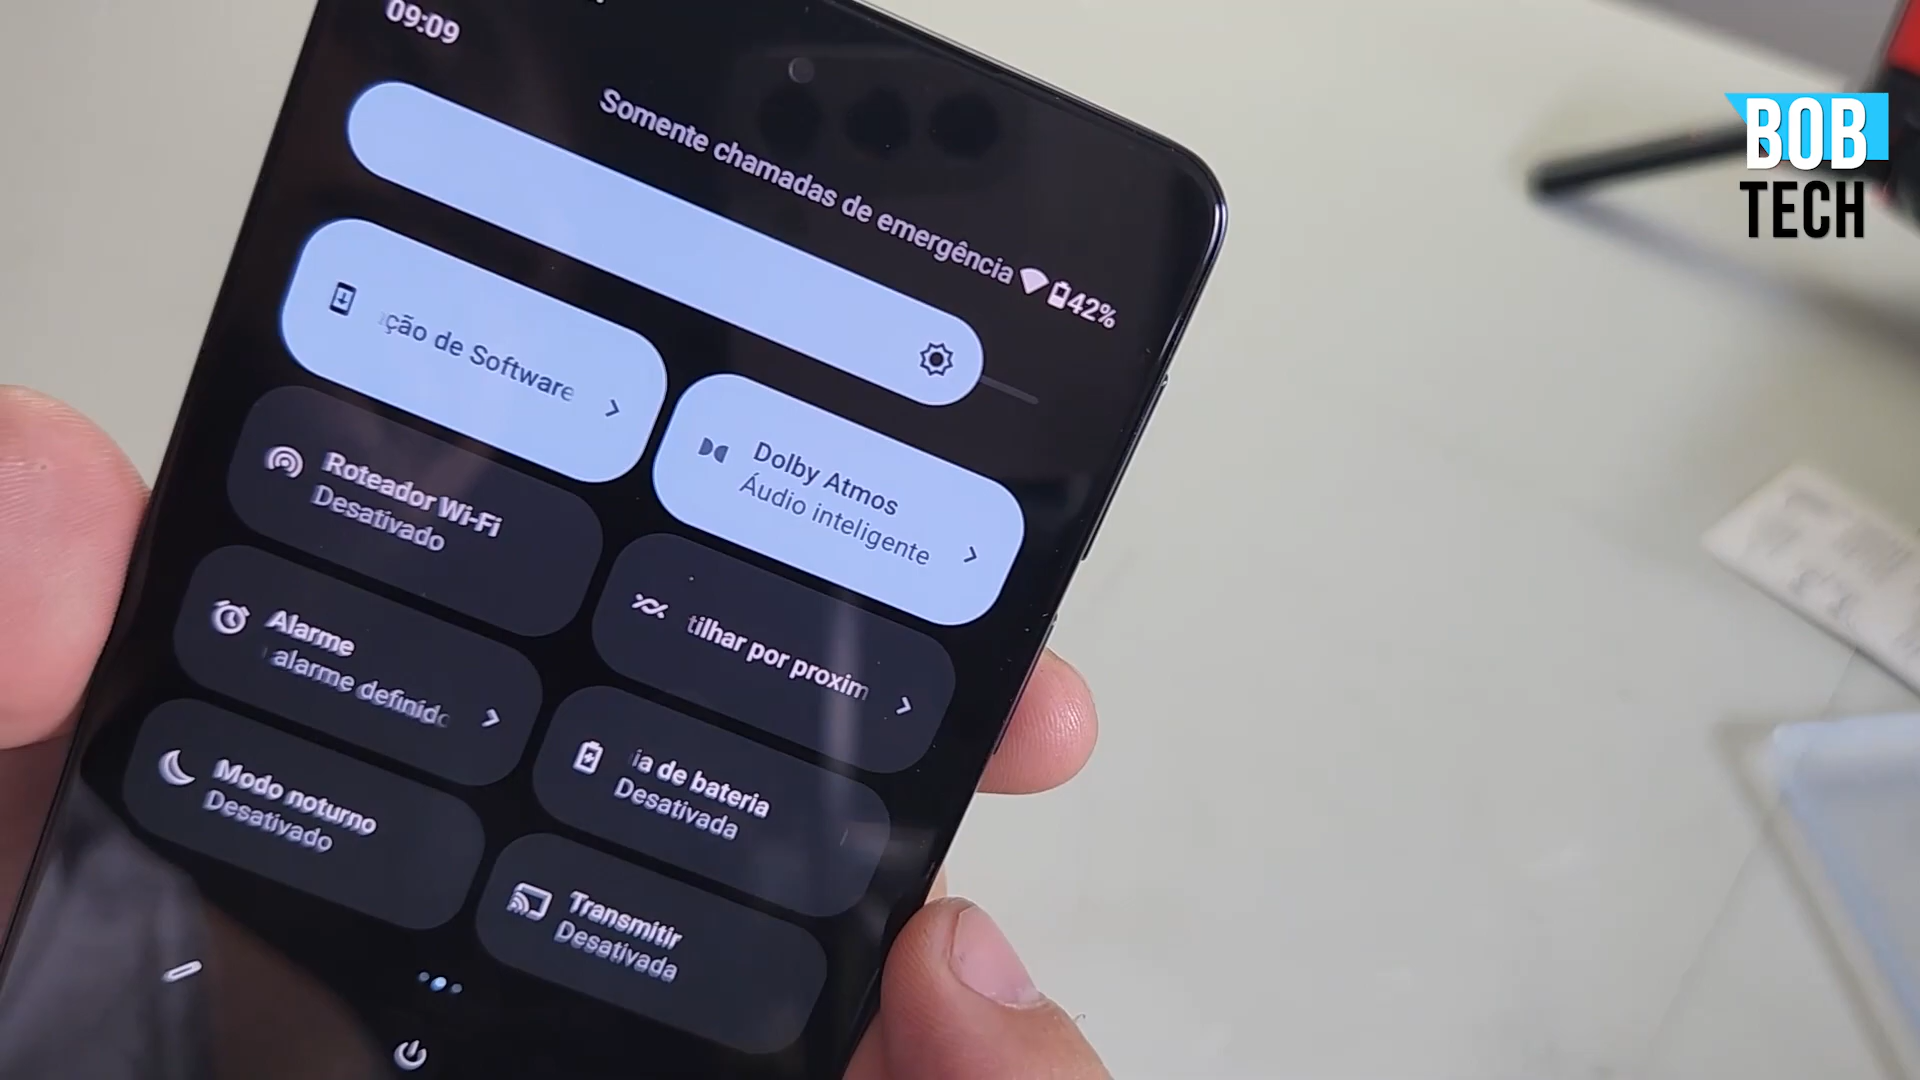 09:09
Somente chamadas de emergência 42%
ção de Software
Dolby Atmos
Áudio inteligente
Roteador Wi-Fi
Desativado
tilhar por proxim
Alarme
alarme definido
ia de bateria
Desativada
Modo noturno
Desativado
Transmitir
Desativada
BOB
TECH